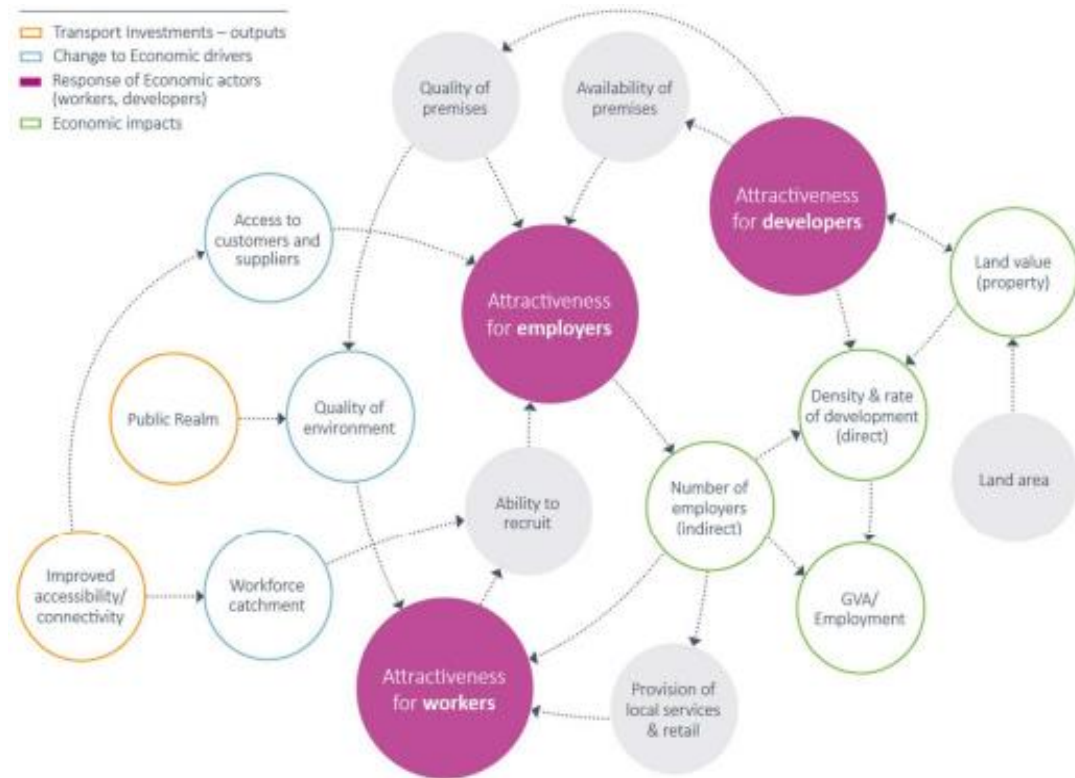 Transport Investments – outputs
Change to Economic drivers
Response of Economic actors
(workers, developers)
Economic impacts
Quality of
premises
Availability of
premises
Attractiveness
for developers
Access to
customers and
suppliers
Land value
(property)
Attractiveness
for employers
Public Realm
Quality of
environment
Density & rate
of development
(direct)
Ability to
recruit
Number of
employers
(indirect)
Land area
Improved
accessibility/
connectivity
Workforce
catchment
GVA/
Employment
Attractiveness
for workers
Provision of
local services
& retail